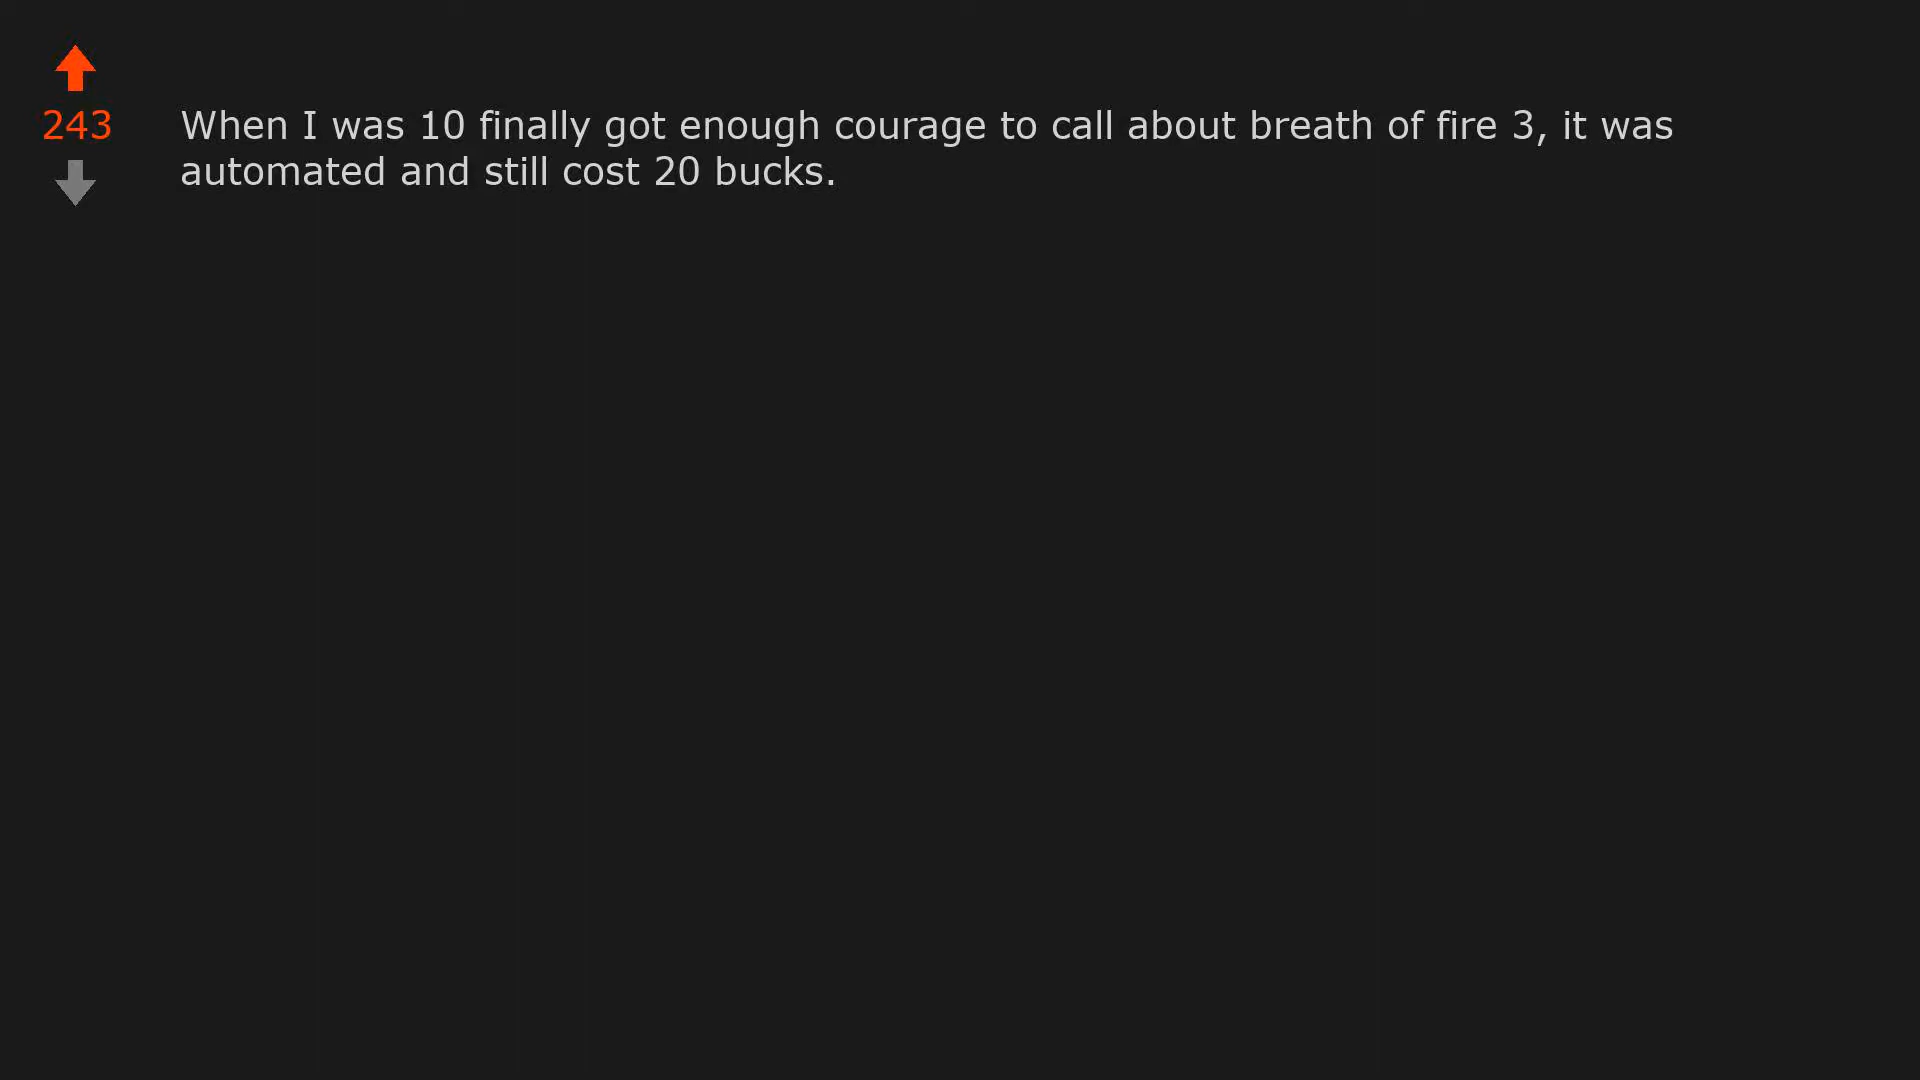 243
When I was 10 finally got enough courage to call about breath of fire 3, it was
automated and still cost 20 bucks.